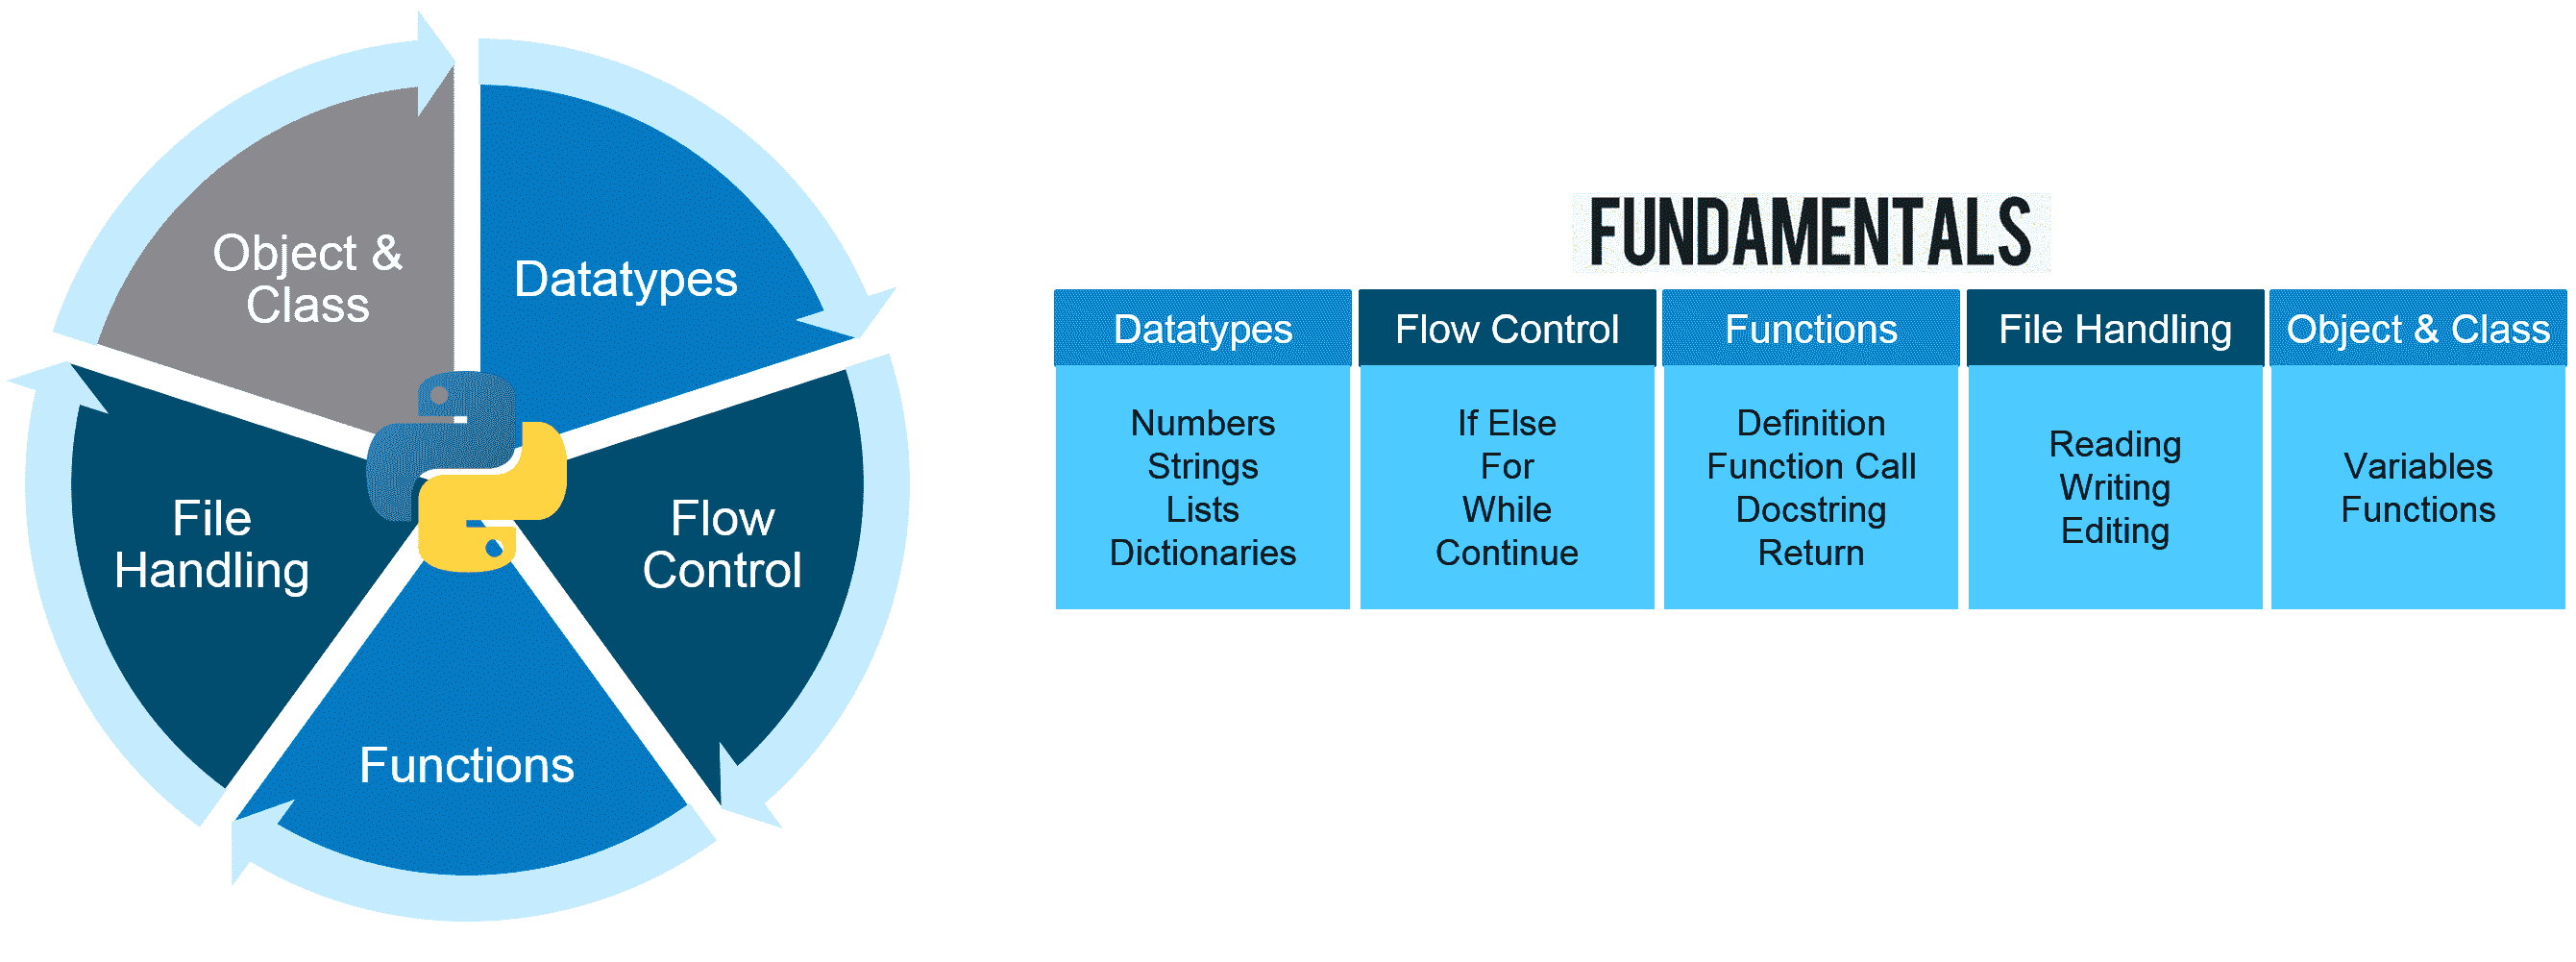 Object &
Class
Datatypes
File
Handling
Flow
Control
Functions
FUNDAMENTALS
Datatypes
Flow Control
Functions
File Handling
Object & Class
Numbers
Strings
Lists
Dictionaries
If Else
For
While
Continue
Definition
Function Call
Docstring
Return
Reading
Writing
Editing
Variables
Functions